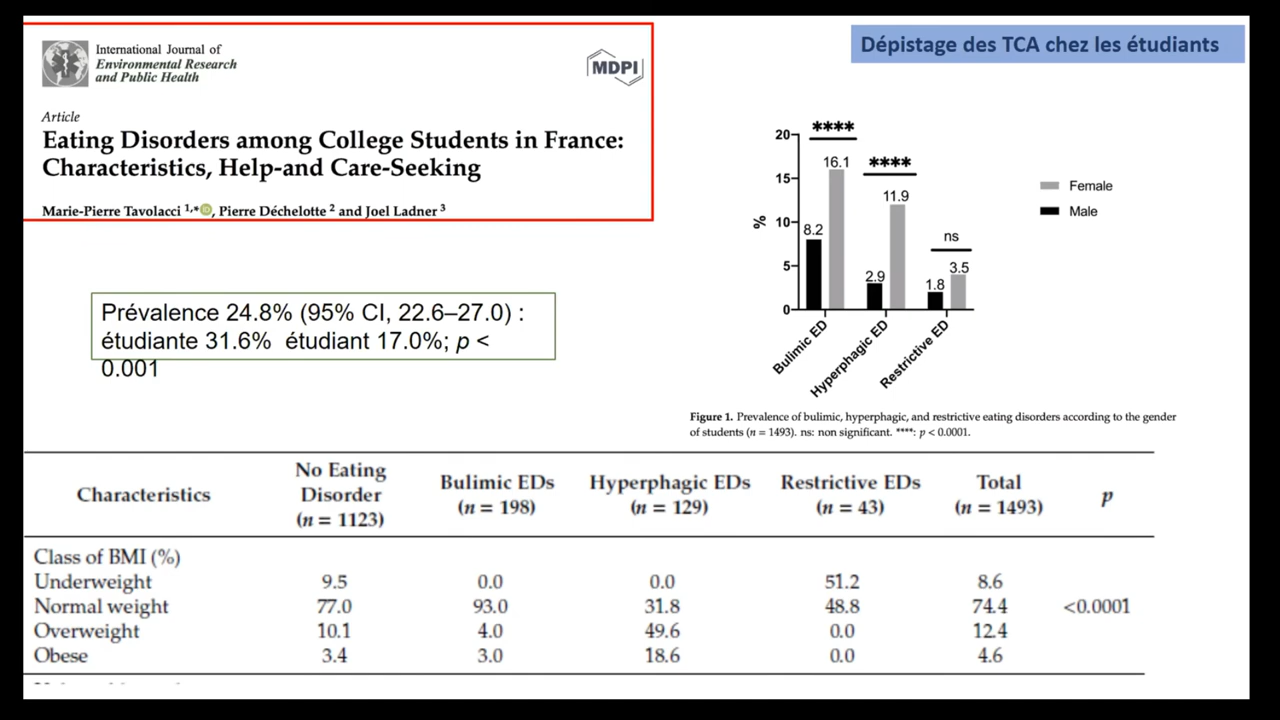 International Journal of
Environmental Research
and Public Health
MDPI
Article
Eating Disorders among College Students in France:
Characteristics, Help-and Care-Seeking
Marie-Pierre Tavolacci 1,* , Pierre Déchelotte 2 and Joel Ladner 3
Dépistage des TCA chez les étudiants
Prévalence 24.8% (95% CI, 22.6–27.0) :
étudiante 31.6% étudiant 17.0%; p <
0.001
%
20
15
10
5
0
****
****
ns
8.2
16.1
2.9
11.9
1.8
3.5
Bulimic ED
Hyperphagic ED
Restrictive ED
Female
Male
Figure 1. Prevalence of bulimic, hyperphagic, and restrictive eating disorders according to the gender
of students (n = 1493). ns: non significant. ****: p < 0.0001.
Characteristics
No Eating
Disorder
(n = 1123)
Bulimic EDs
(n = 198)
Hyperphagic EDs
(n = 129)
Restrictive EDs
(n = 43)
Total
(n = 1493)
p
Class of BMI (%)
Underweight 9.5 0.0 0.0 51.2 8.6
Normal weight 77.0 93.0 31.8 48.8 74.4 <0.0001
Overweight 10.1 4.0 49.6 0.0 12.4
Obese 3.4 3.0 18.6 0.0 4.6